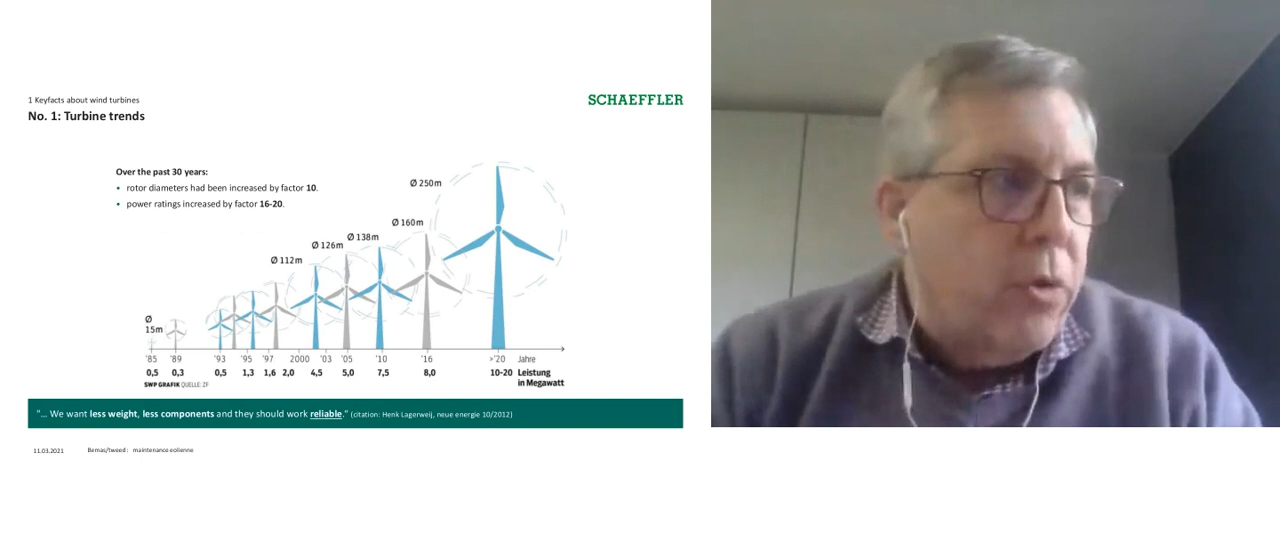 1 Keyfacts about wind turbines
SCHAEFFLER
No. 1: Turbine trends
Over the past 30 years:
• rotor diameters had been increased by factor 10.
• power ratings increased by factor 16-20.
Ø 250m
Ø 160m
Ø 138m
Ø 126m
Ø 112m
Ø
15m
'85 '89 '93 '95 '97 2000 '03 '05 '10 '16 >'20 Jahre
0,5 0,3 0,5 1,3 1,6 2,0 4,5 5,0 7,5 8,0 10-20 Leistung
in Megawatt
SWP GRAFIK QUELLE: ZF
"... We want less weight, less components and they should work reliable." (citation: Henk Lagerweij, neue energie 10/2012)
11.03.2021 Bemas/tweed : maintenance eolienne